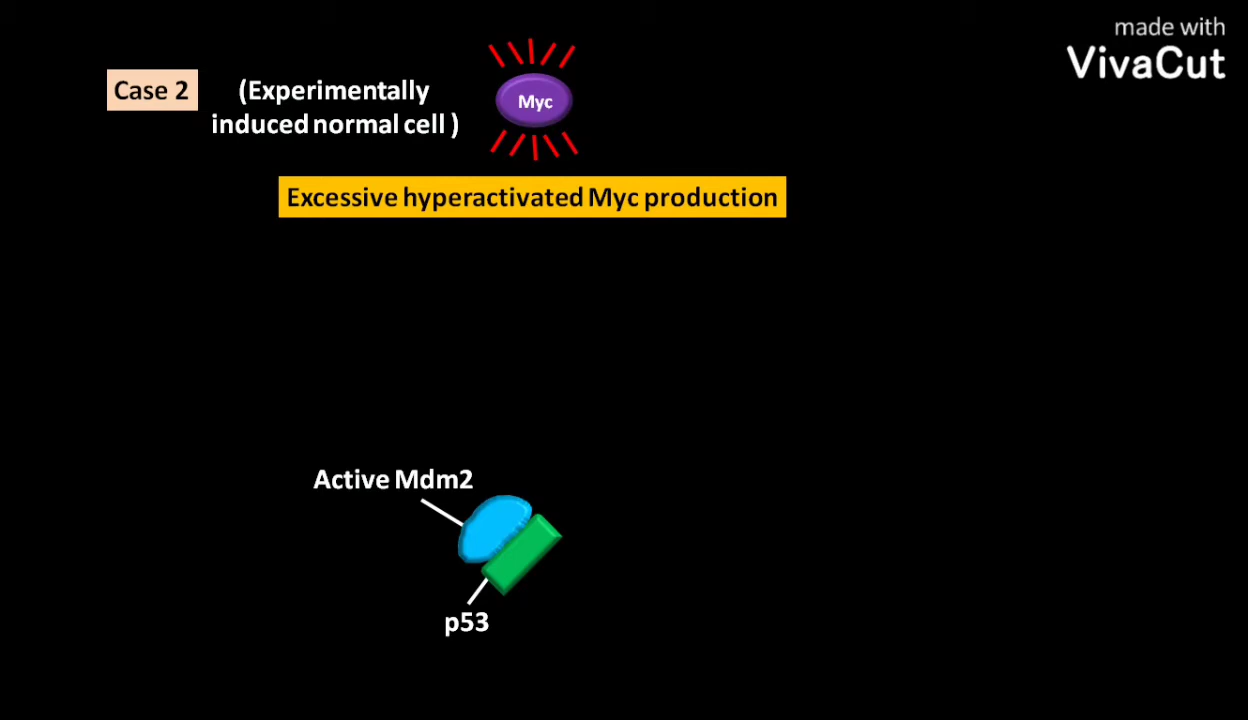 made with
VivaCut
Case 2
(Experimentally
induced normal cell )
Myc
Excessive hyperactivated Myc production
Active Mdm2
p53